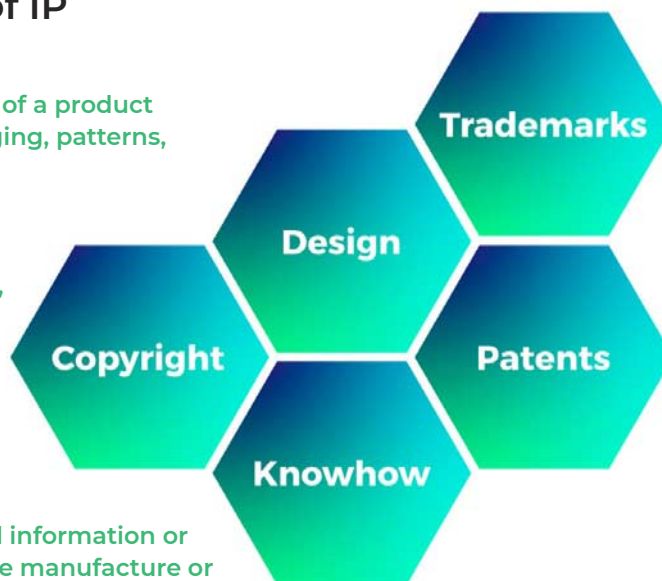 of IP
of a product
ging, patterns,
Trademarks
Design
,
Copyright
Patents
Knowhow
l information or
e manufacture or